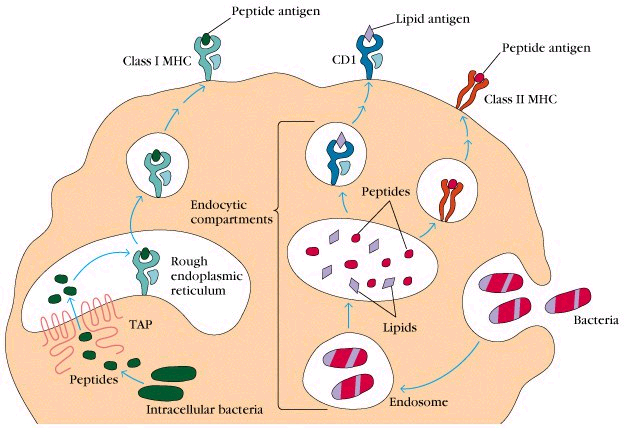 Peptide antigen
Lipid antigen
Class I MHC
CD1
Peptide antigen
Class II MHC
Endocytic
compartments
Peptides
Rough
endoplasmic
reticulum
TAP
Lipids
Bacteria
Peptides
Intracellular bacteria
Endosome